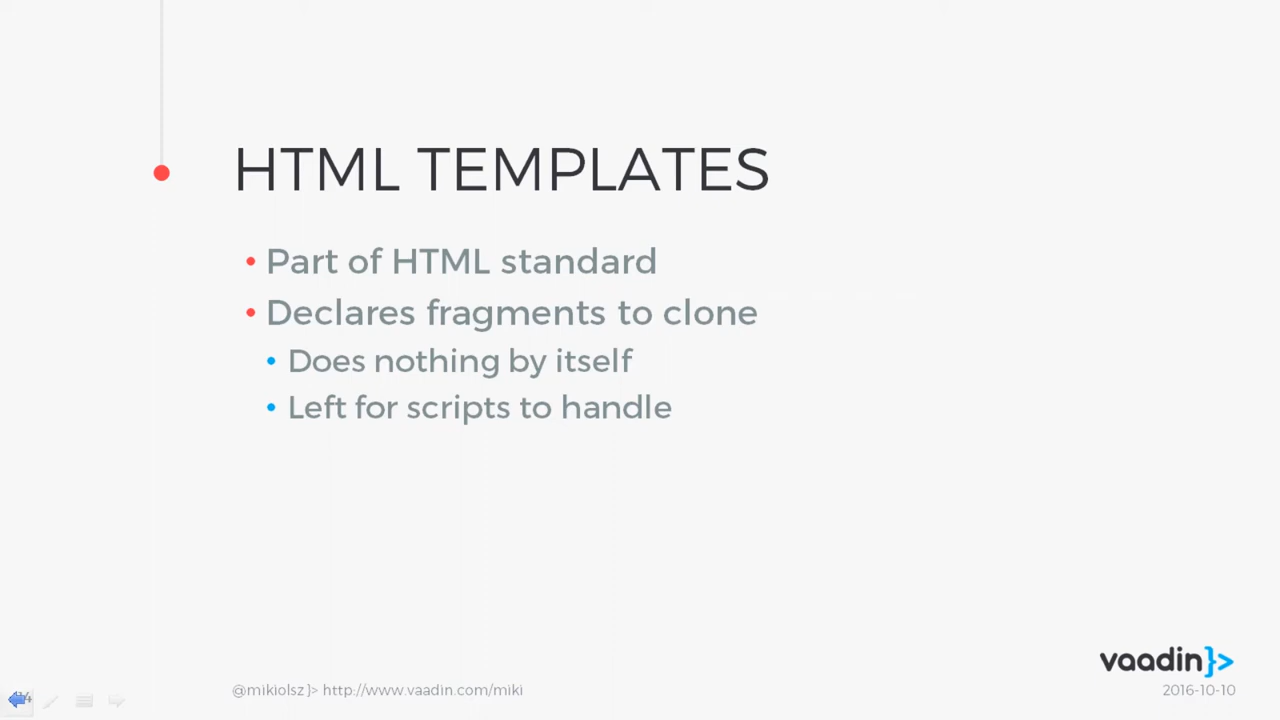 HTML TEMPLATES
Part of HTML standard
Declares fragments to clone
Does nothing by itself
Left for scripts to handle
vaadin}>
@mikiolsz }> http://www.vaadin.com/miki
2016-10-10